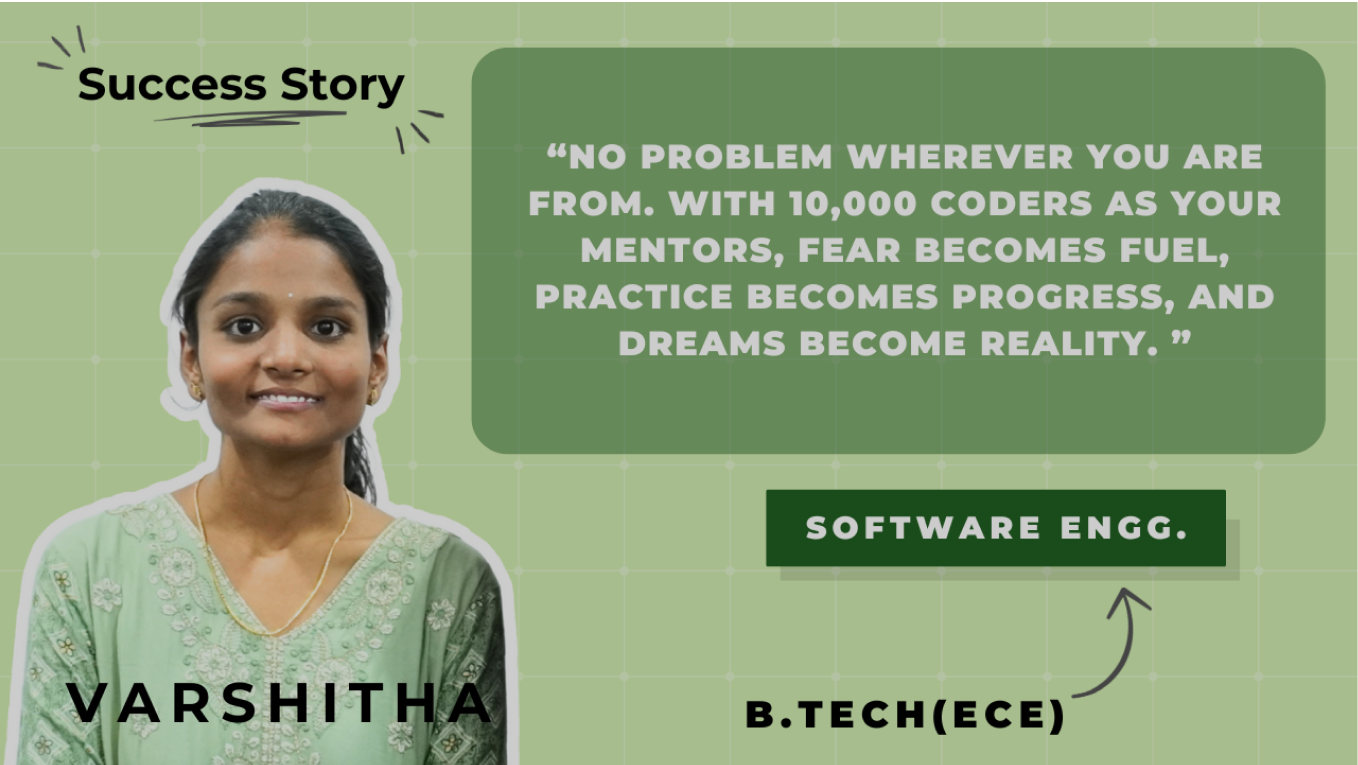 Success Story
“NO PROBLEM WHEREVER YOU ARE
FROM. WITH 10,000 CODERS AS YOUR
MENTORS, FEAR BECOMES FUEL,
PRACTICE BECOMES PROGRESS, AND
DREAMS BECOME REALITY. ”
SOFTWARE ENGG.
VARSHITHA
B.TECH(ECE)